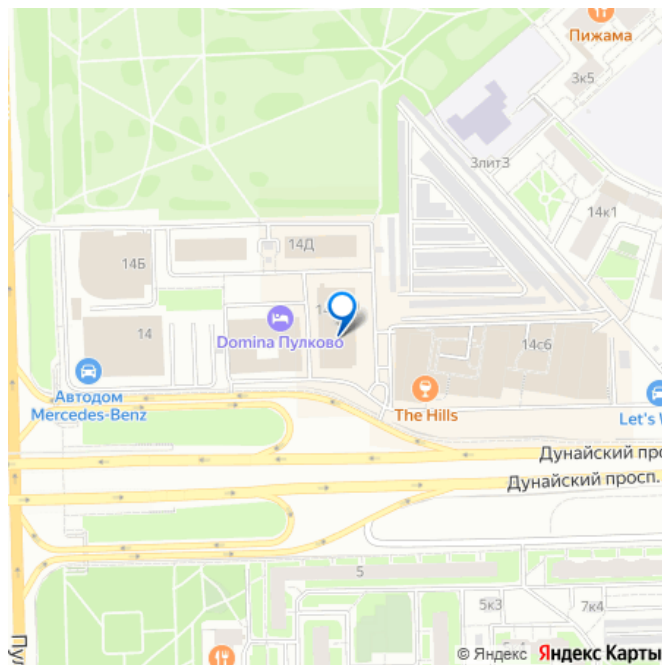 Пижама
3к5
3литЗ
14к1
14Д
14Б
14
Domina Пулково
14с6
Автодом
Mercedes-Benz
The Hills
Let's
Дунайский
Дунайский просп.
5
5к3
7к4
© Яндекс Яндекс Карты